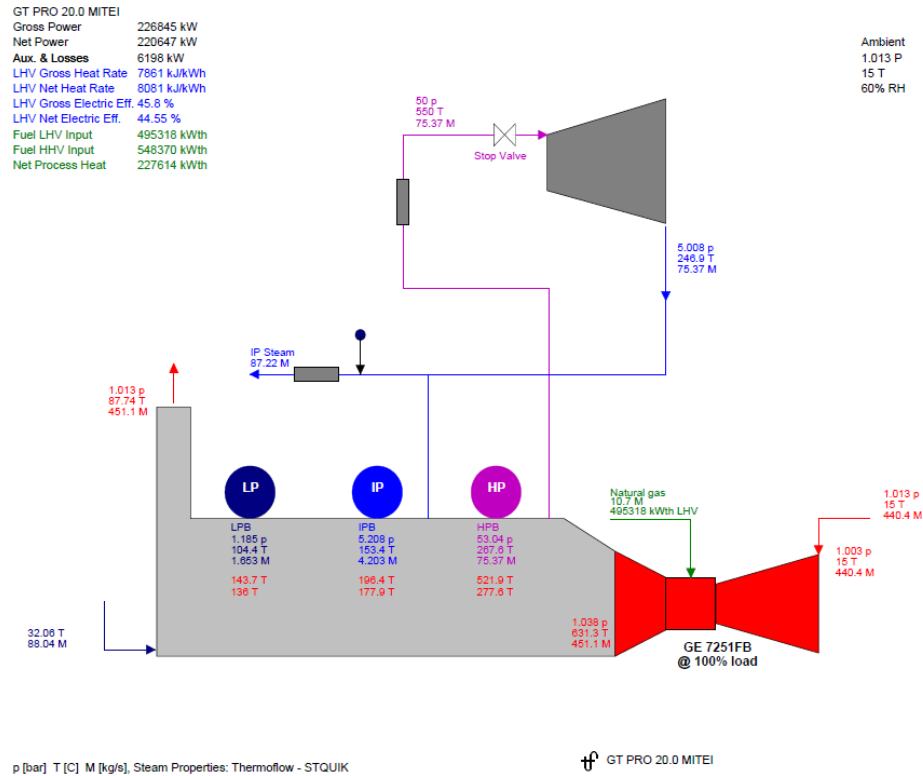 GT PRO 20.0 MITEI
Gross Power 226845 kW
Net Power 220647 kW
Aux. & Losses 6198 kW
LHV Gross Heat Rate 7861 kJ/kWh
LHV Net Heat Rate 8081 kJ/kWh
LHV Gross Electric Eff. 45.8 %
LHV Net Electric Eff. 44.55 %
Fuel LHV Input 495318 kWth
Fuel HHV Input 548370 kWth
Net Process Heat 227614 kWth
Ambient
1.013 P
15 T
60% RH
50 p
550 T
75.37 M
Stop Valve
5.008 p
246.9 T
75.37 M
IP Steam
87.22 M
1.013 p
87.74 T
451.1 M
LP
IP
HP
LPB
1.185 p
104.4 T
1.653 M
143.7 T
136 T
IPB
5.208 p
153.4 T
4.203 M
196.4 T
177.9 T
HPB
53.04 p
267.6 T
75.37 M
521.9 T
277.6 T
Natural gas
10.7 M
495318 kWth LHV
1.013 p
15 T
440.4 M
1.003 p
15 T
440.4 M
1.038 p
631.3 T
451.1 M
GE 7251FB
@ 100% load
32.06 T
88.04 M
p [bar] T [C] M [kg/s], Steam Properties: Thermoflow - STQUIK
GT PRO 20.0 MITEI